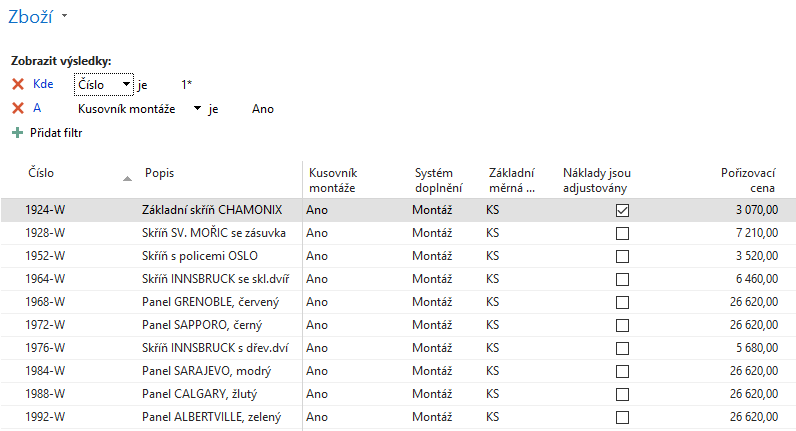 Zboží
Zobrazit výsledky:
Kde Číslo je 1*
A Kusovník montáže je Ano
Přidat filtr
Číslo Popis Kusovník montáže Systém doplnění Základní měrná ... Náklady jsou adjustovány Pořizovací cena
1924-W Základní skříň CHAMONIX Ano Montáž KS 3 070,00
1928-W Skříň SV. MOŘIC se zásuvka Ano Montáž KS 7 210,00
1952-W Skříň s policemi OSLO Ano Montáž KS 3 520,00
1964-W Skříň INNSBRUCK se skl.dvíř Ano Montáž KS 6 460,00
1968-W Panel GRENOBLE, červený Ano Montáž KS 26 620,00
1972-W Panel SAPPORO, černý Ano Montáž KS 26 620,00
1976-W Skříň INNSBRUCK s dřev.dví Ano Montáž KS 5 680,00
1984-W Panel SARAJEVO, modrý Ano Montáž KS 26 620,00
1988-W Panel CALGARY, žlutý Ano Montáž KS 26 620,00
1992-W Panel ALBERTVILLE, zelený Ano Montáž KS 26 620,00